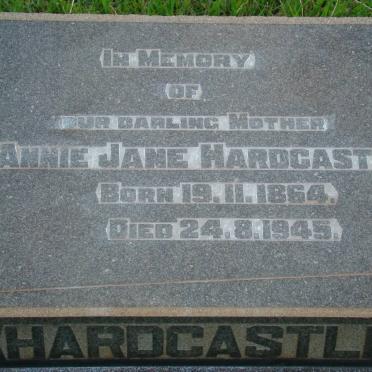 In Memory
of
our darling Mother
Annie Jane Hardcast
Born 19.11.1864.
Died 24.8.1945.
HARDCASTL